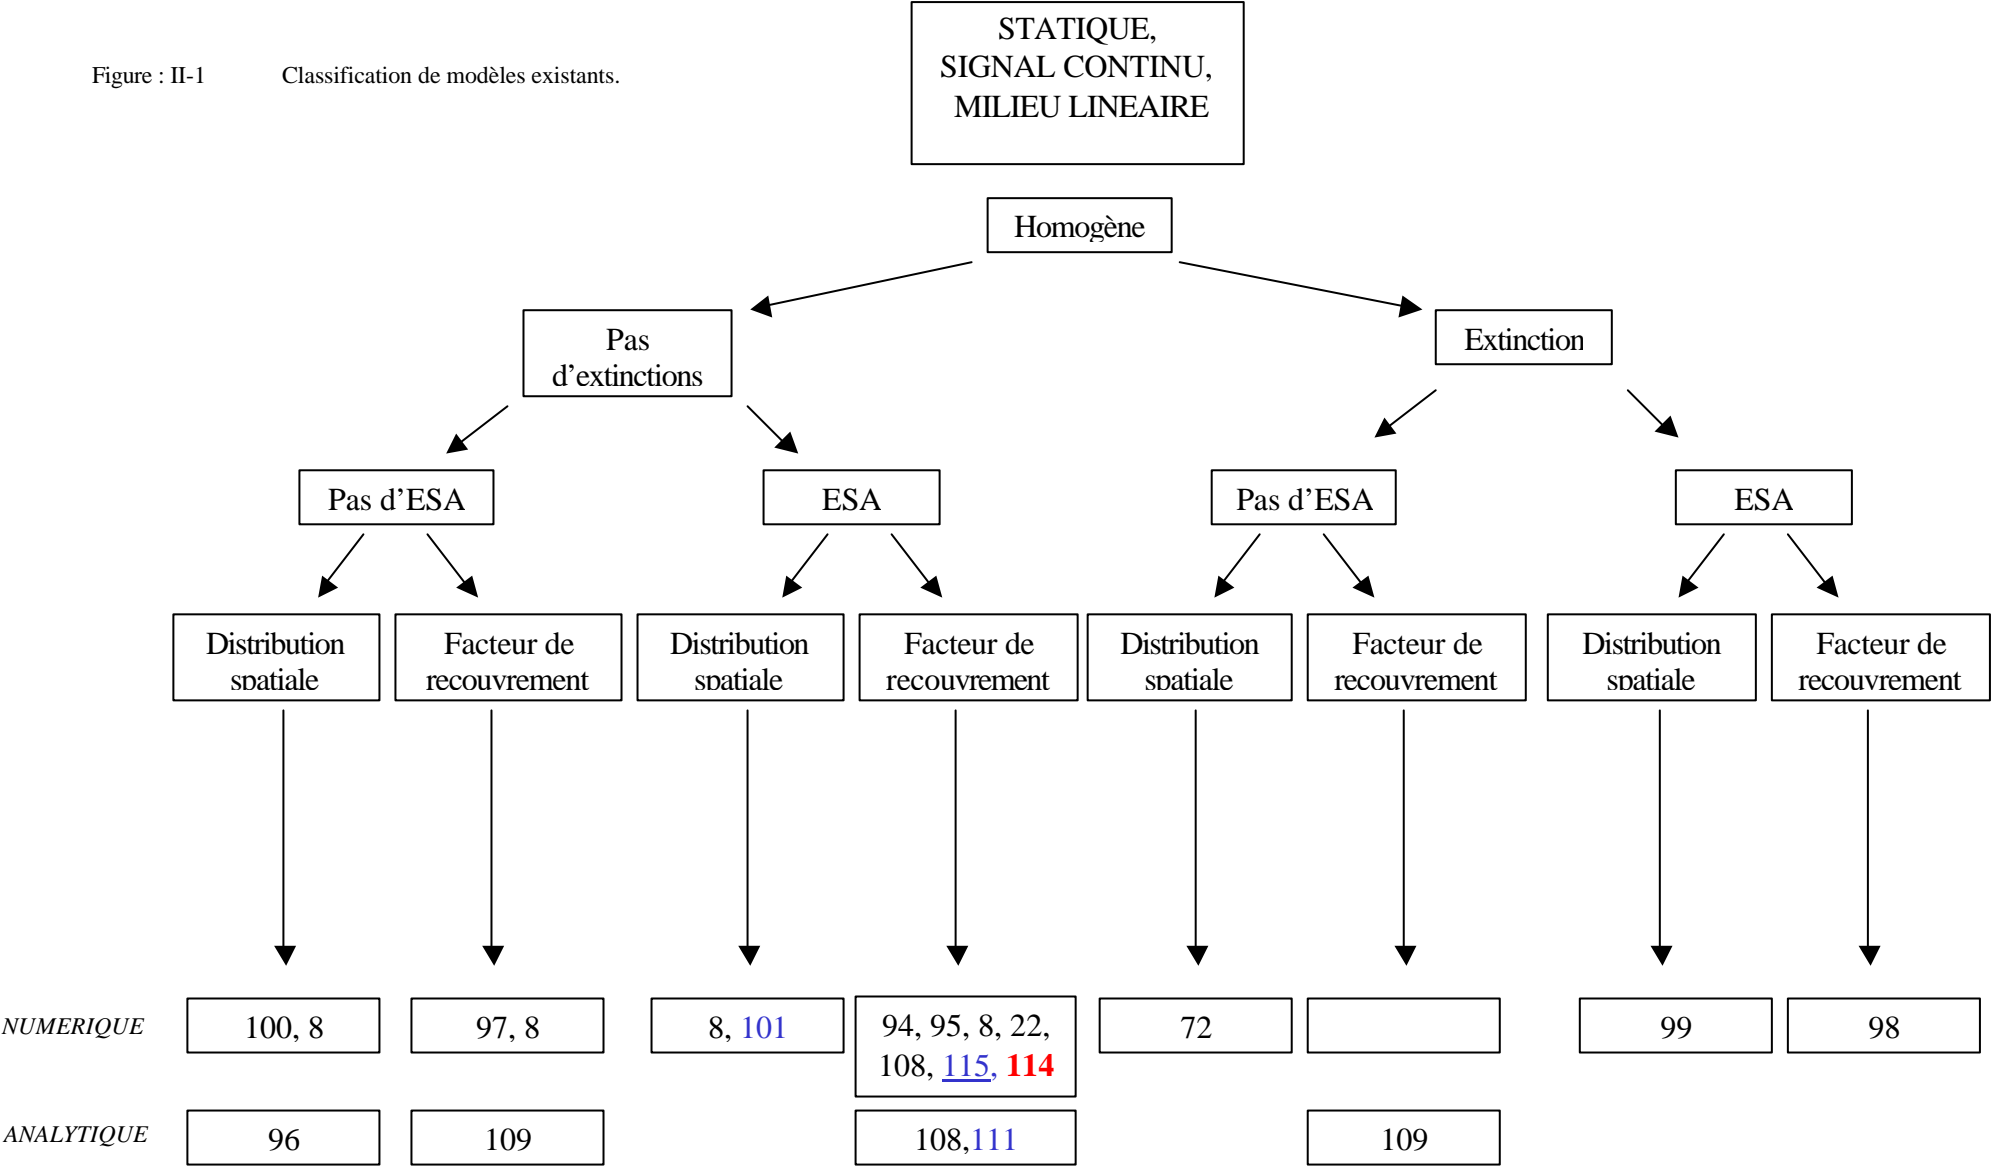 STATIQUE,
SIGNAL CONTINU,
MILIEU LINEAIRE
Figure : II-1 Classification de modèles existants.
Homogène
Pas
d’extinctions
Extinction
Pas d’ESA
ESA
Pas d’ESA
ESA
Distribution
spatiale
Facteur de
recouvrement
Distribution
spatiale
Facteur de
recouvrement
Distribution
spatiale
Facteur de
recouvrement
Distribution
spatiale
Facteur de
recouvrement
NUMERIQUE
100, 8
97, 8
8, 101
94, 95, 8, 22,
108, 115, 114
72
99
98
ANALYTIQUE
96
109
108,111
109